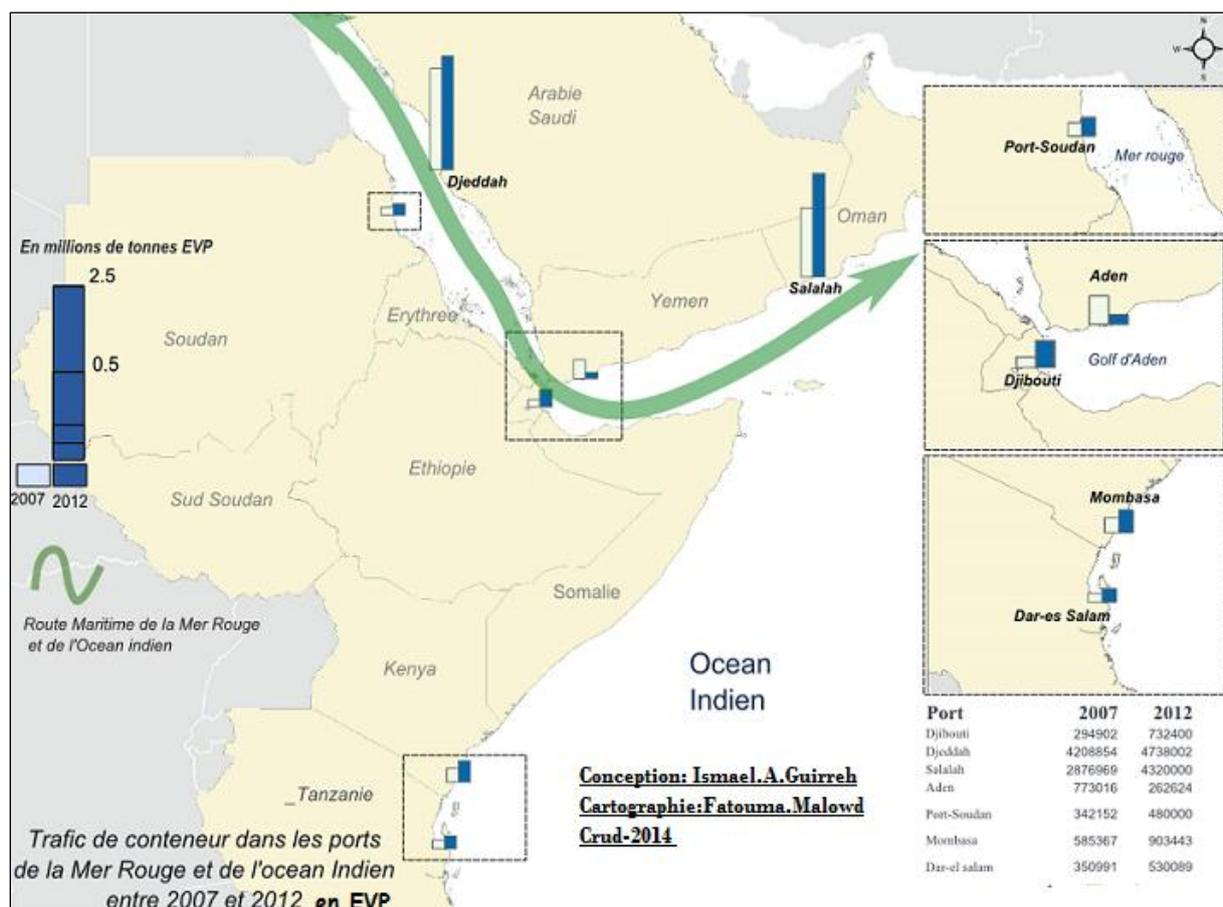 N
W
E
S
Arabie
Saudi
Djeddah
Port-Soudan
Mer rouge
En millions de tonnes EVP
2.5
0.5
2007
2012
Oman
Salalah
Yemen
Erythree
Soudan
Aden
Golf d'Aden
Djibouti
Ethiopie
Sud Soudan
Somalie
Mombasa
Dar-es Salam
Route Maritime de la Mer Rouge
et de l'Ocean indien
Kenya
Ocean
Indien
_Tanzanie
Port 2007 2012
Djibouti 294902 732400
Djeddah 4208854 4738002
Salalah 2876969 4320000
Aden 773016 262624
Port-Soudan 342152 480000
Mombasa 585367 903443
Dar-el salam 350991 530089
Conception: Ismael.A.Guirreh
Cartographie:Fatouma.Malowd
Crud-2014
Trafic de conteneur dans les ports
de la Mer Rouge et de l'ocean Indien
entre 2007 et 2012 en EVP